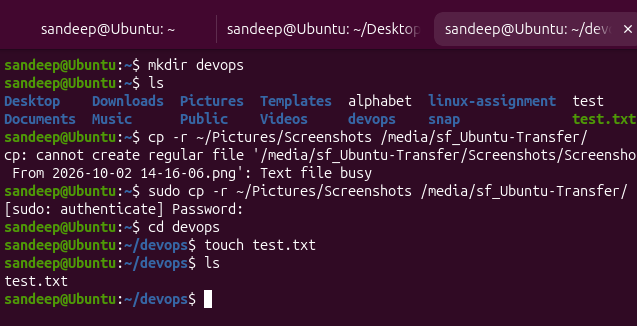 sandeep@Ubuntu: ~
sandeep@Ubuntu: ~/Desktop
sandeep@Ubuntu: ~/devo
sandeep@Ubuntu:~$ mkdir devops
sandeep@Ubuntu:~$ ls
Desktop    Downloads  Pictures  Templates  alphabet  linux-assignment  test
Documents  Music      Public    Videos     devops    snap              test.txt
sandeep@Ubuntu:~$ cp -r ~/Pictures/Screenshots /media/sf_Ubuntu-Transfer/
cp: cannot create regular file '/media/sf_Ubuntu-Transfer/Screenshots/Screensho
 From 2026-10-02 14-16-06.png': Text file busy
sandeep@Ubuntu:~$ sudo cp -r ~/Pictures/Screenshots /media/sf_Ubuntu-Transfer/
[sudo: authenticate] Password:
sandeep@Ubuntu:~$ cd devops
sandeep@Ubuntu:~/devops$ touch test.txt
sandeep@Ubuntu:~/devops$ ls
test.txt
sandeep@Ubuntu:~/devops$